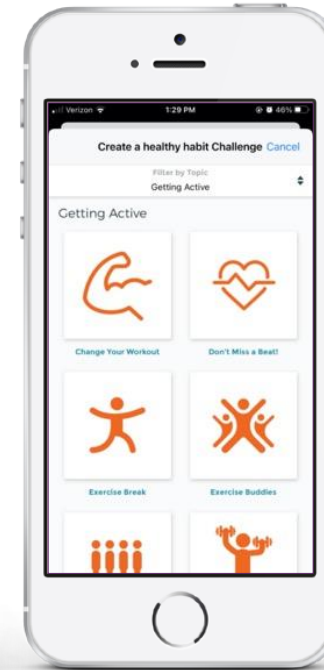 Verizon 1:29 PM 46%
Create a healthy habit Challenge Cancel
Filter by Topic
Getting Active
Getting Active
Change Your Workout Don't Miss a Beat!
Exercise Break Exercise Buddies